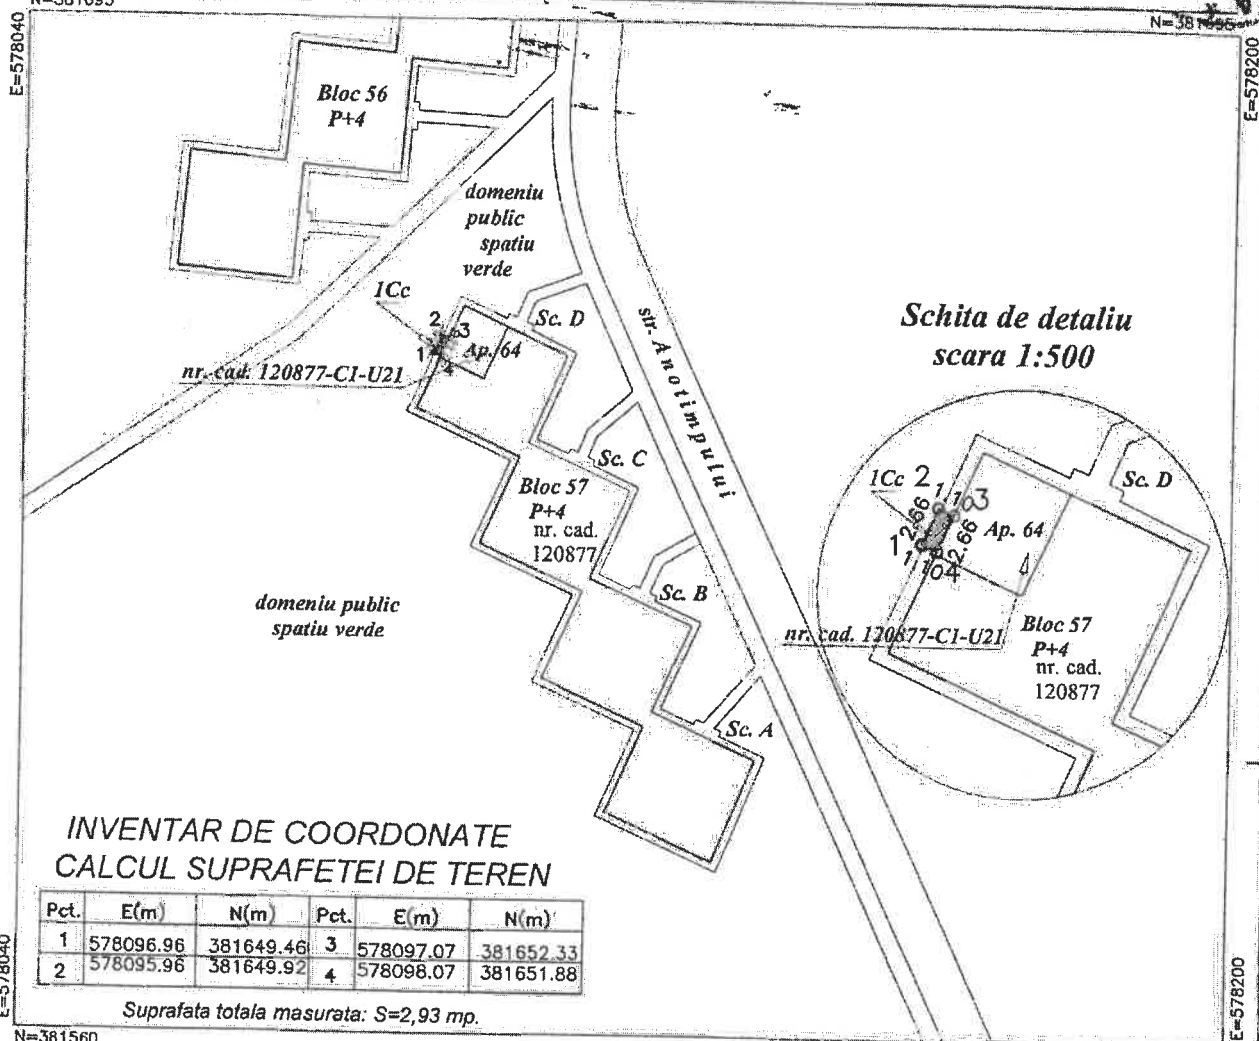 E=578040
E=578200
Bloc 56
P+4
domeniu
public
spatiu
verde
1Cc
2
3
1
4
Ap. 64
Sc. D
nr. cad. 120877-C1-U21
str. Anotimpului
Sc. C
Bloc 57
P+4
nr. cad.
120877
Sc. B
domeniu public
spatiu verde
Sc. A
Schita de detaliu
scara 1:500
1Cc
2
1.10
3
2.66
2.66
1
1.10
4
Ap. 64
Sc. D
nr. cad. 120877-C1-U21
Bloc 57
P+4
nr. cad.
120877
INVENTAR DE COORDONATE
CALCUL SUPRAFETEI DE TEREN
Pct. E(m) N(m) Pct. E(m) N(m)
1 578096.96 381649.46 3 578097.07 381652.33
2 578095.96 381649.92 4 578098.07 381651.88
Suprafata totala masurata: S=2,93 mp.
E=578040
N=381560
E=578200